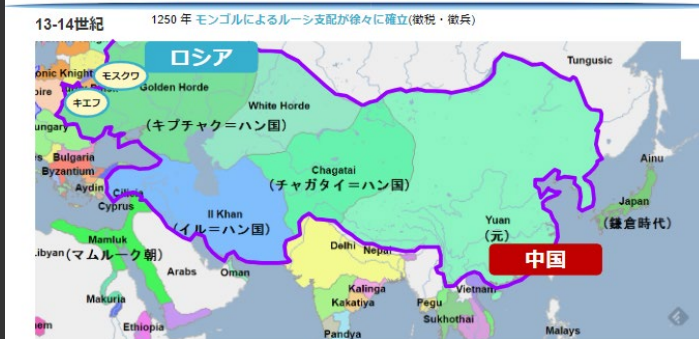 13-14世紀
1250 年 モンゴルによるルーシ支配が徐々に確立(徴税・徴兵)
ロシア
Tungusic
onic Knight
モスクワ
Golden Horde
キエフ
White Horde
(キプチャク＝ハン国)
ungary
Ainu
Bulgaria
Chagatai
Byzantium
(チャガタイ＝ハン国)
Aydin
Cilicia
Japan
Cyprus
Il Khan
Yuan
(鎌倉時代)
(イル＝ハン国)
(元)
Mamluk
Delhi
Nepal
ibyan
(マムルーク朝)
中国
Arabs
Oman
Kalinga
Vietnam
Makuria
Kakatiya
Pegu
Sukhothai
Ethiopia
Pandya
Malays